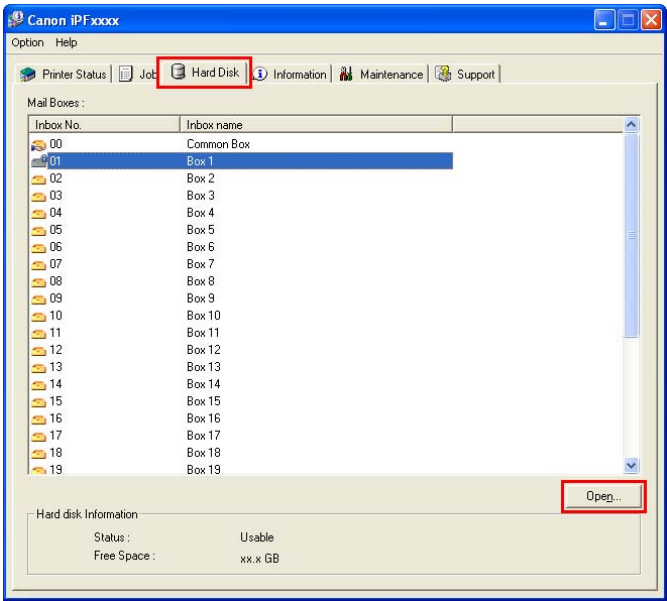 Canon iPFxxxx
Option Help
Printer Status Job Hard Disk Information Maintenance Support
Mail Boxes :
Inbox No. Inbox name
00 Common Box
01 Box 1
02 Box 2
03 Box 3
04 Box 4
05 Box 5
06 Box 6
07 Box 7
08 Box 8
09 Box 9
10 Box 10
11 Box 11
12 Box 12
13 Box 13
14 Box 14
15 Box 15
16 Box 16
17 Box 17
18 Box 18
19 Box 19
Open...
Hard disk Information
Status : Usable
Free Space : xx.x GB